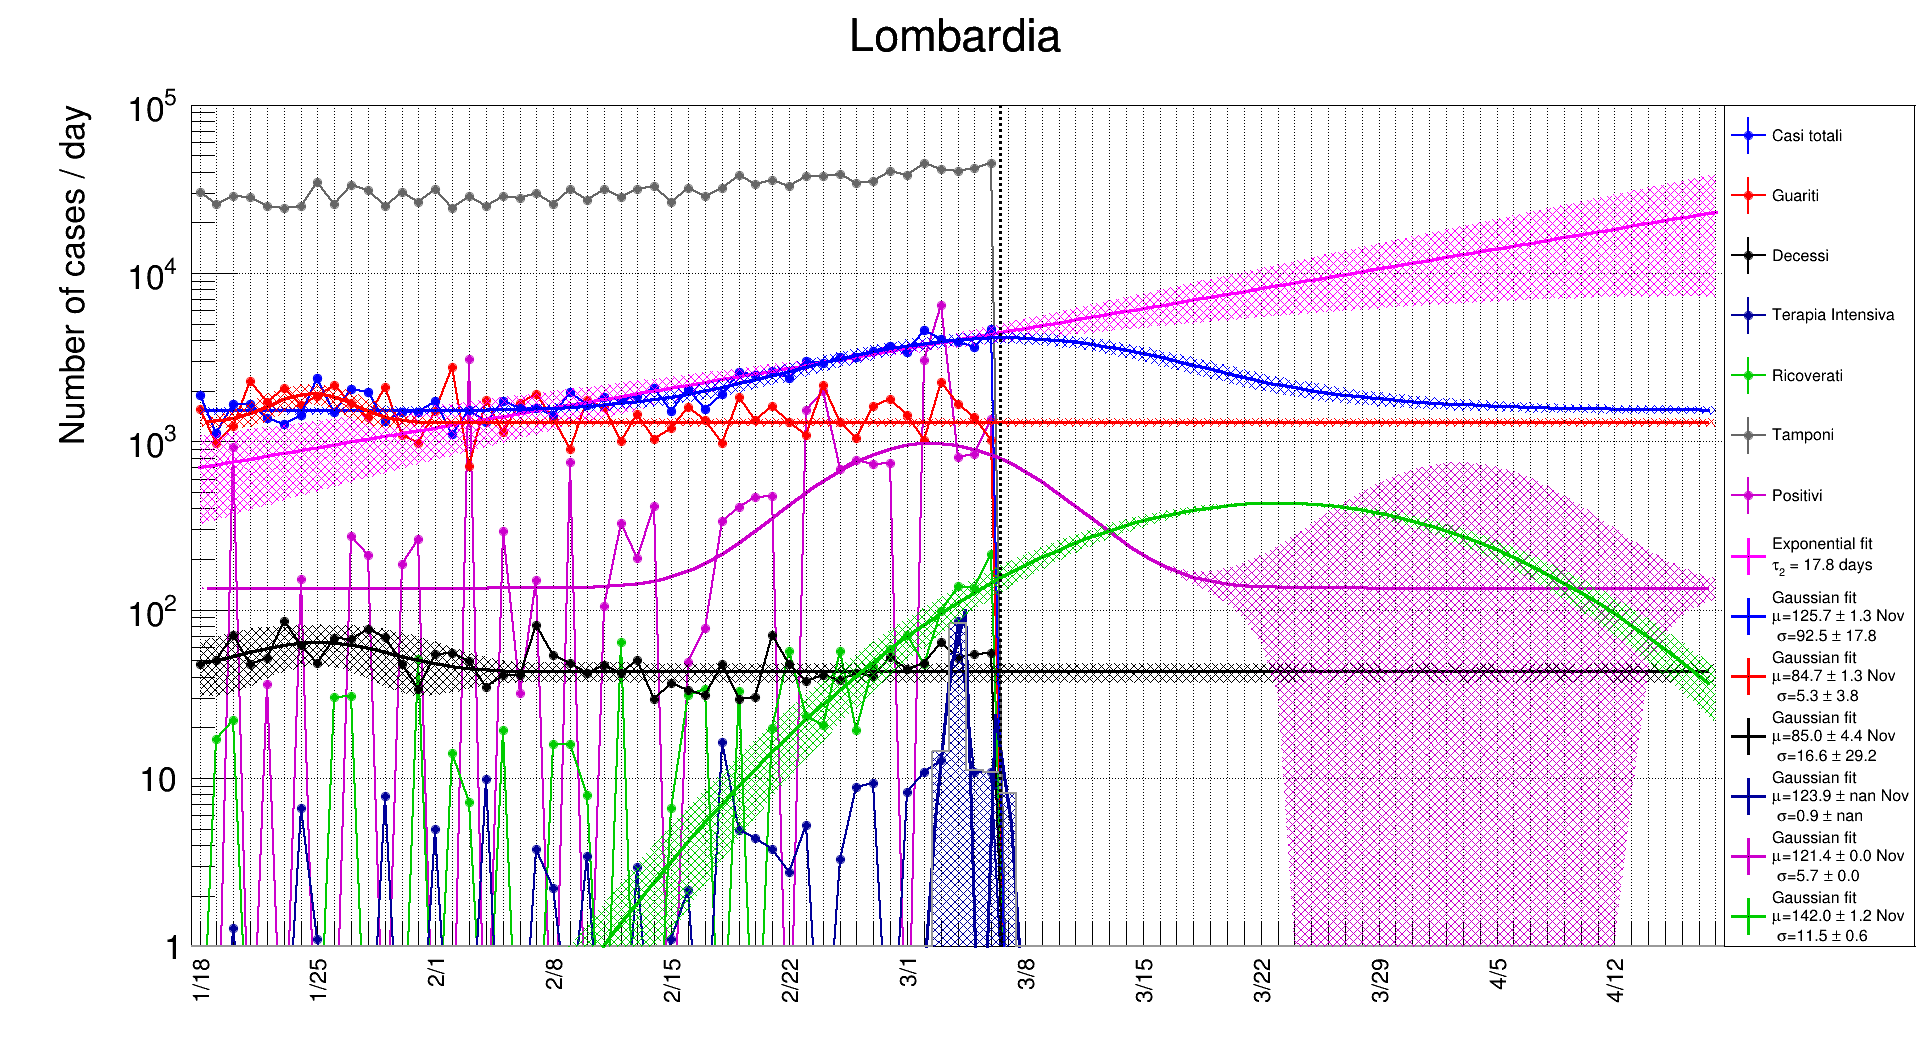 Lombardia
Number of cases / day
10^5
10^4
10^3
10^2
10
1
1/18
1/25
2/1
2/8
2/15
2/22
3/1
3/8
3/15
3/22
3/29
4/5
4/12
Casi totali
Guariti
Decessi
Terapia Intensiva
Ricoverati
Tamponi
Positivi
Exponential fit
τ₂ = 17.8 days
Gaussian fit
μ=125.7 ± 1.3 Nov
σ=92.5 ± 17.8
Gaussian fit
μ=84.7 ± 1.3 Nov
σ=5.3 ± 3.8
Gaussian fit
μ=85.0 ± 4.4 Nov
σ=16.6 ± 29.2
Gaussian fit
μ=123.9 ± nan Nov
σ=0.9 ± nan
Gaussian fit
μ=121.4 ± 0.0 Nov
σ=5.7 ± 0.0
Gaussian fit
μ=142.0 ± 1.2 Nov
σ=11.5 ± 0.6